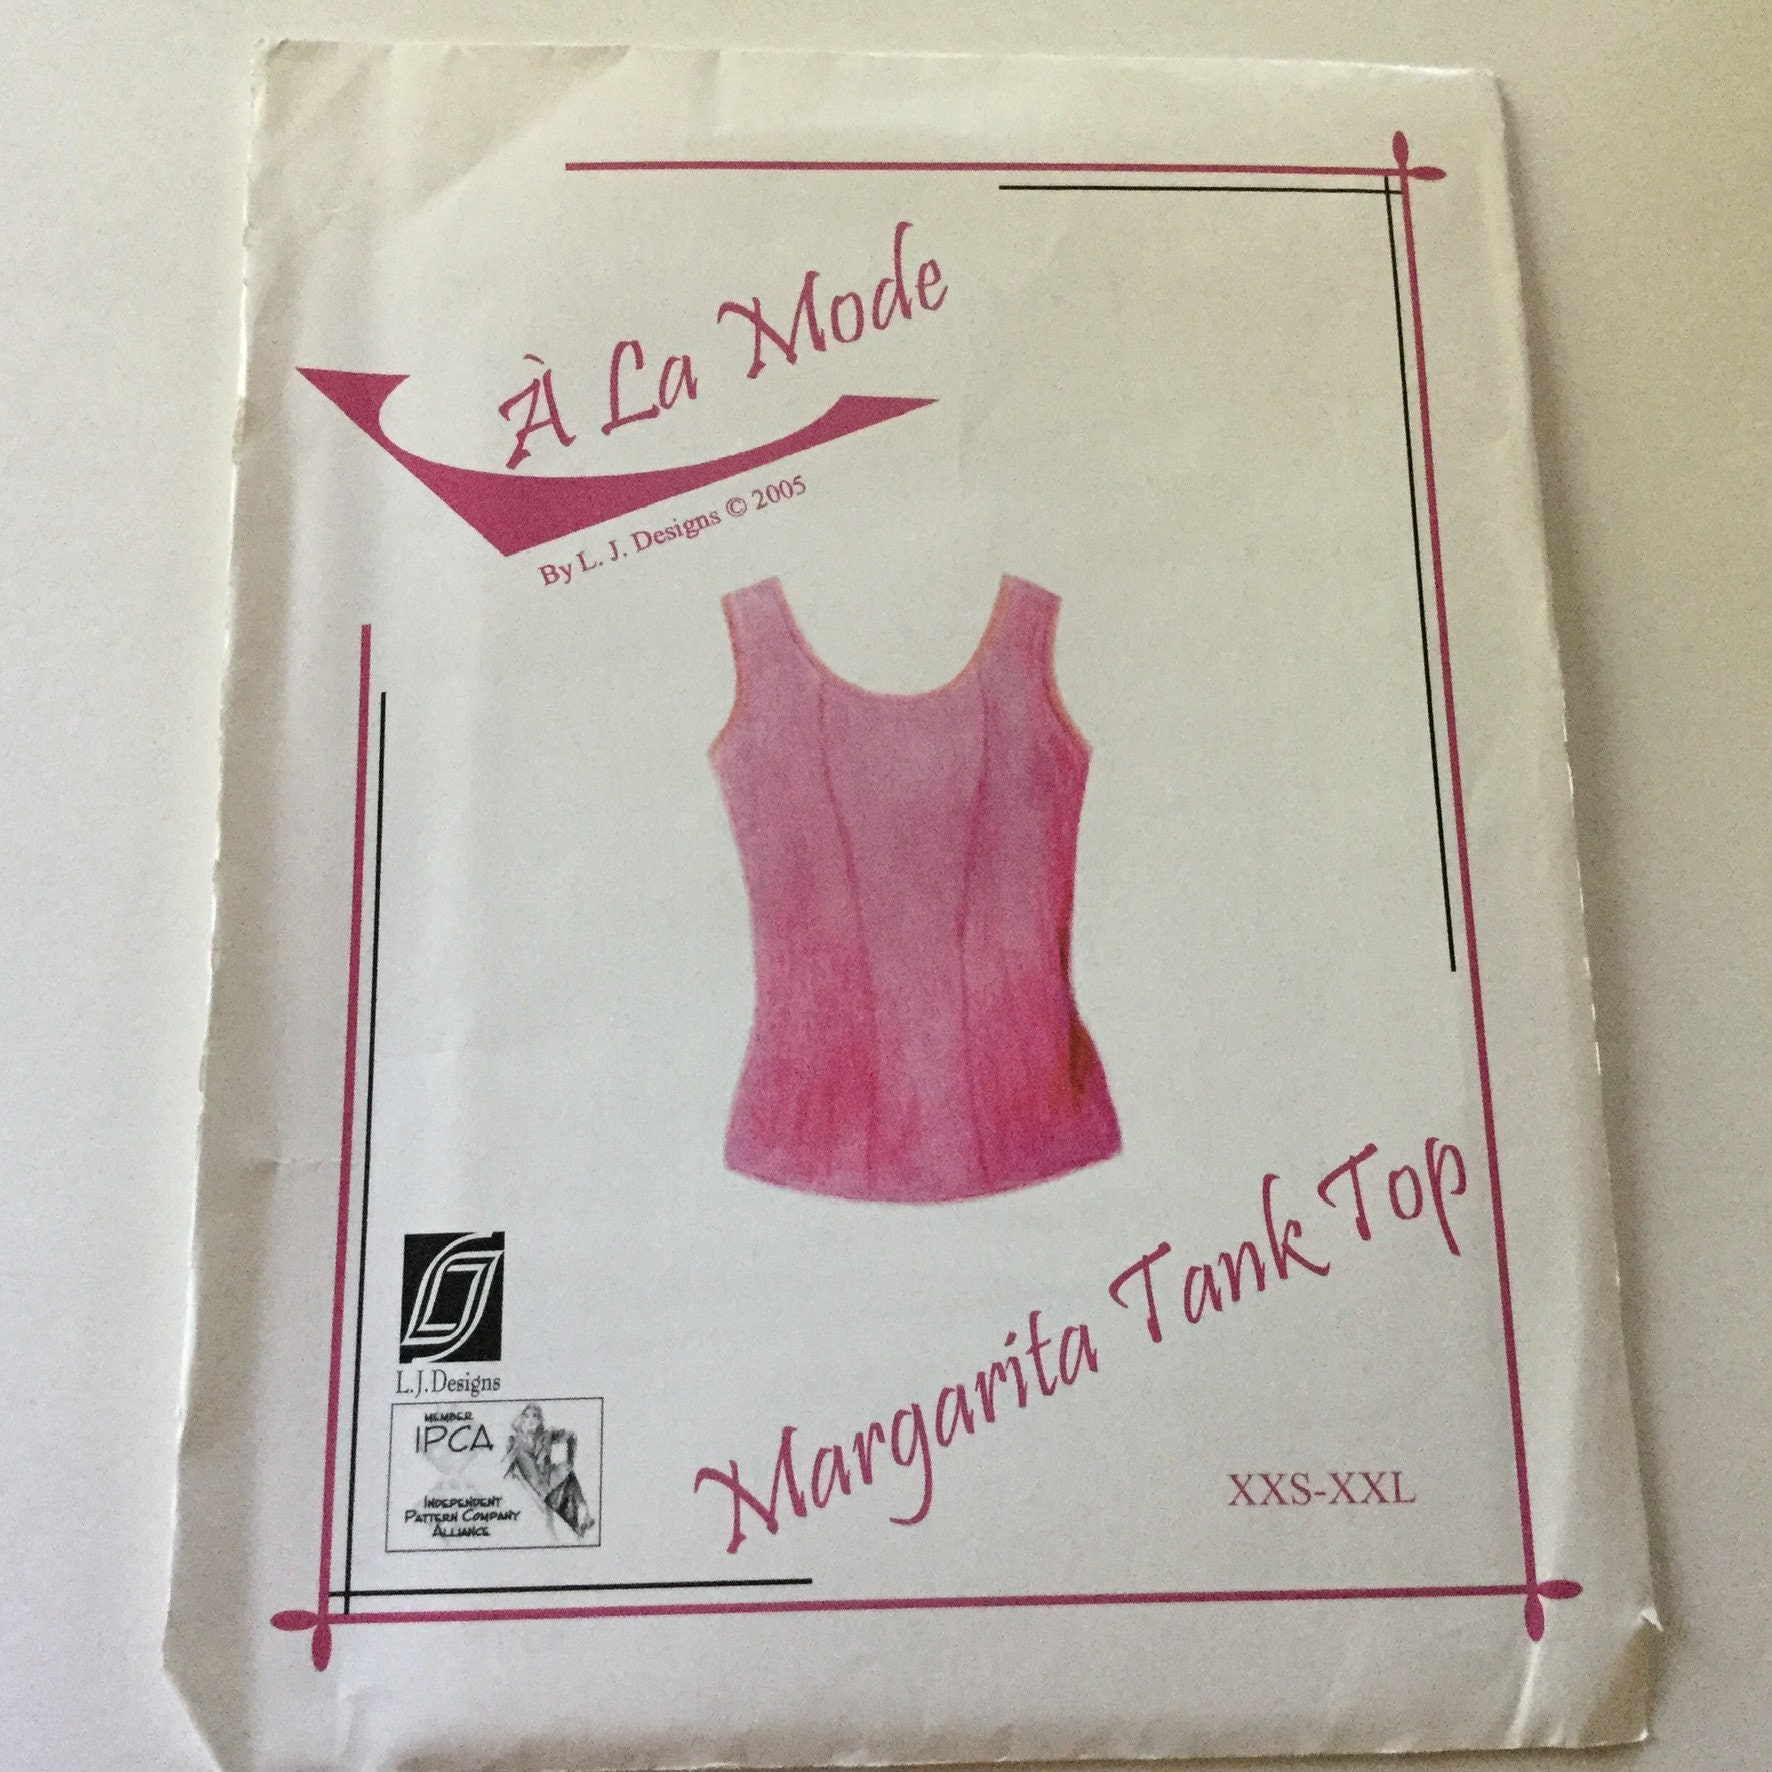 À La Mode
By L. J. Designs © 2005
Margarita Tank Top
XXS-XXL
L.J.Designs
MEMBER
IPCA
INDEPENDENT
PATTERN COMPANY
ALLIANCE